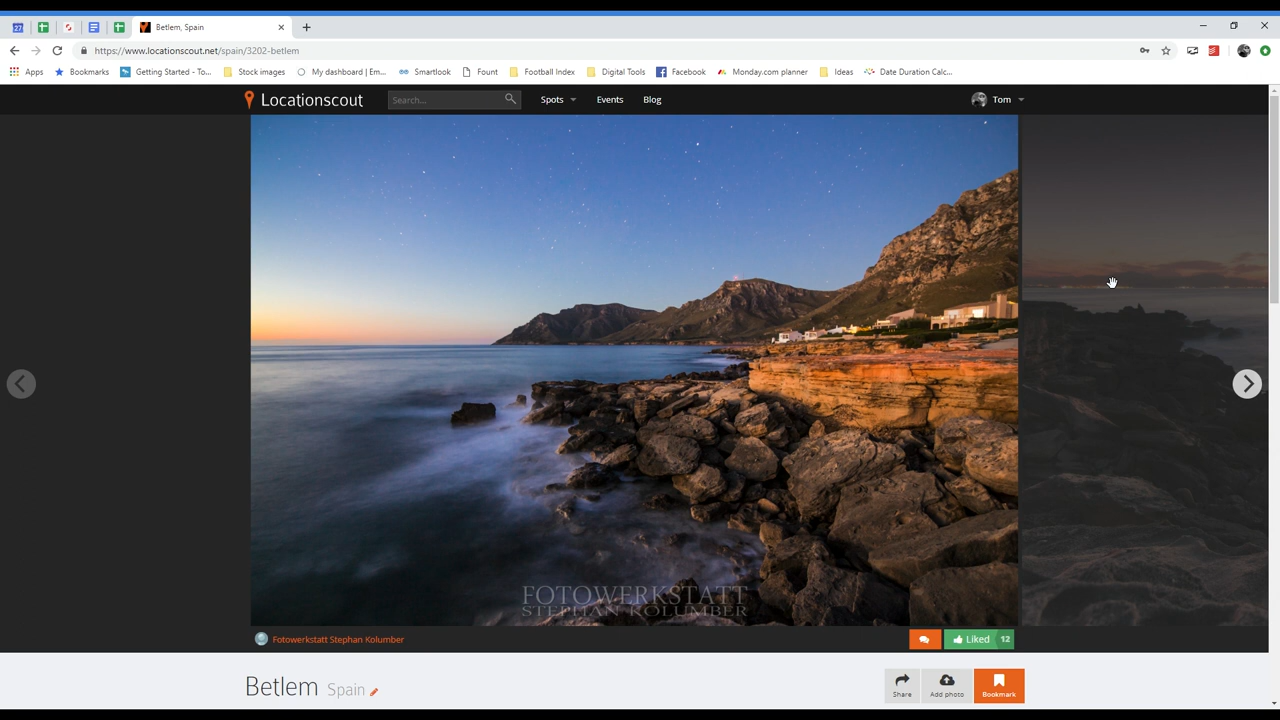 27
Betlem, Spain
https://www.locationscout.net/spain/3202-betlem
Apps
Bookmarks
Getting Started - To...
Stock images
My dashboard | Em...
Smartlook
Fount
Football Index
Digital Tools
Facebook
Monday.com planner
Ideas
Date Duration Calc...
Locationscout
Search...
Spots
Events
Blog
Tom
FOTOWERKSTATT
STEPHAN KOLUMBER
Fotowerkstatt Stephan Kolumber
Liked 12
Betlem Spain
Share
Add photo
Bookmark